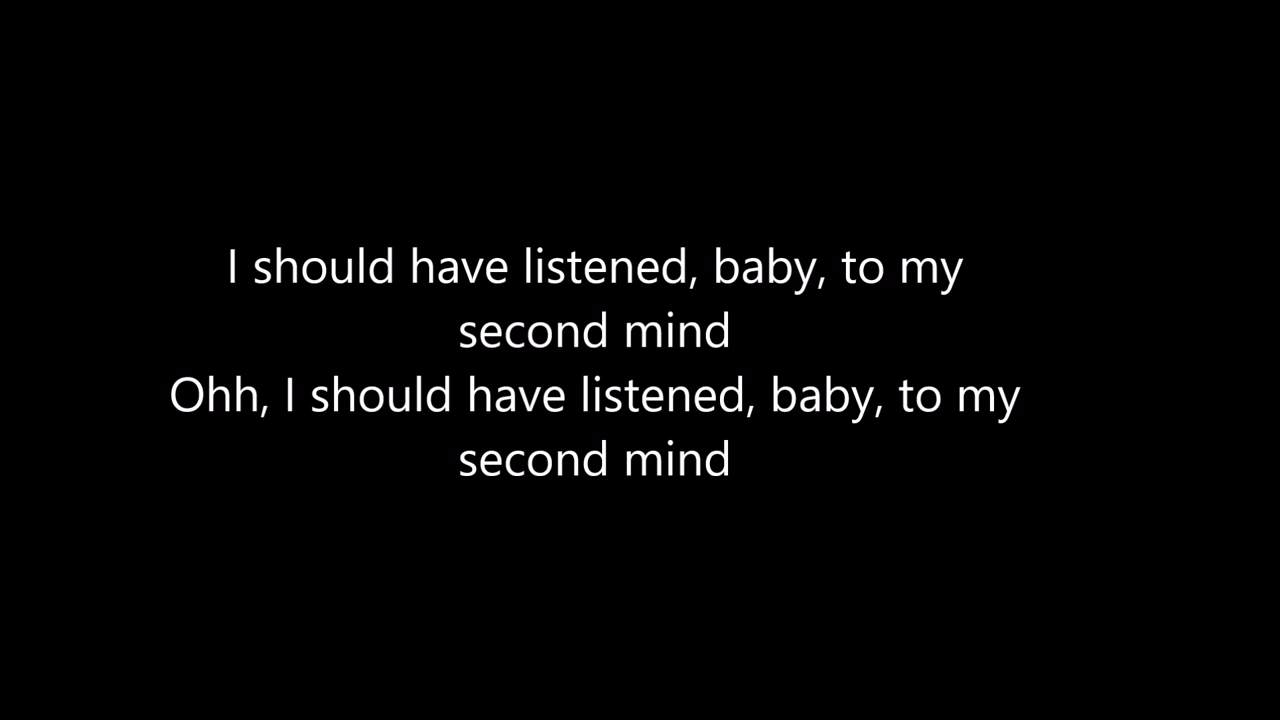 I should have listened, baby, to my
second mind
Ohh, I should have listened, baby, to my
second mind